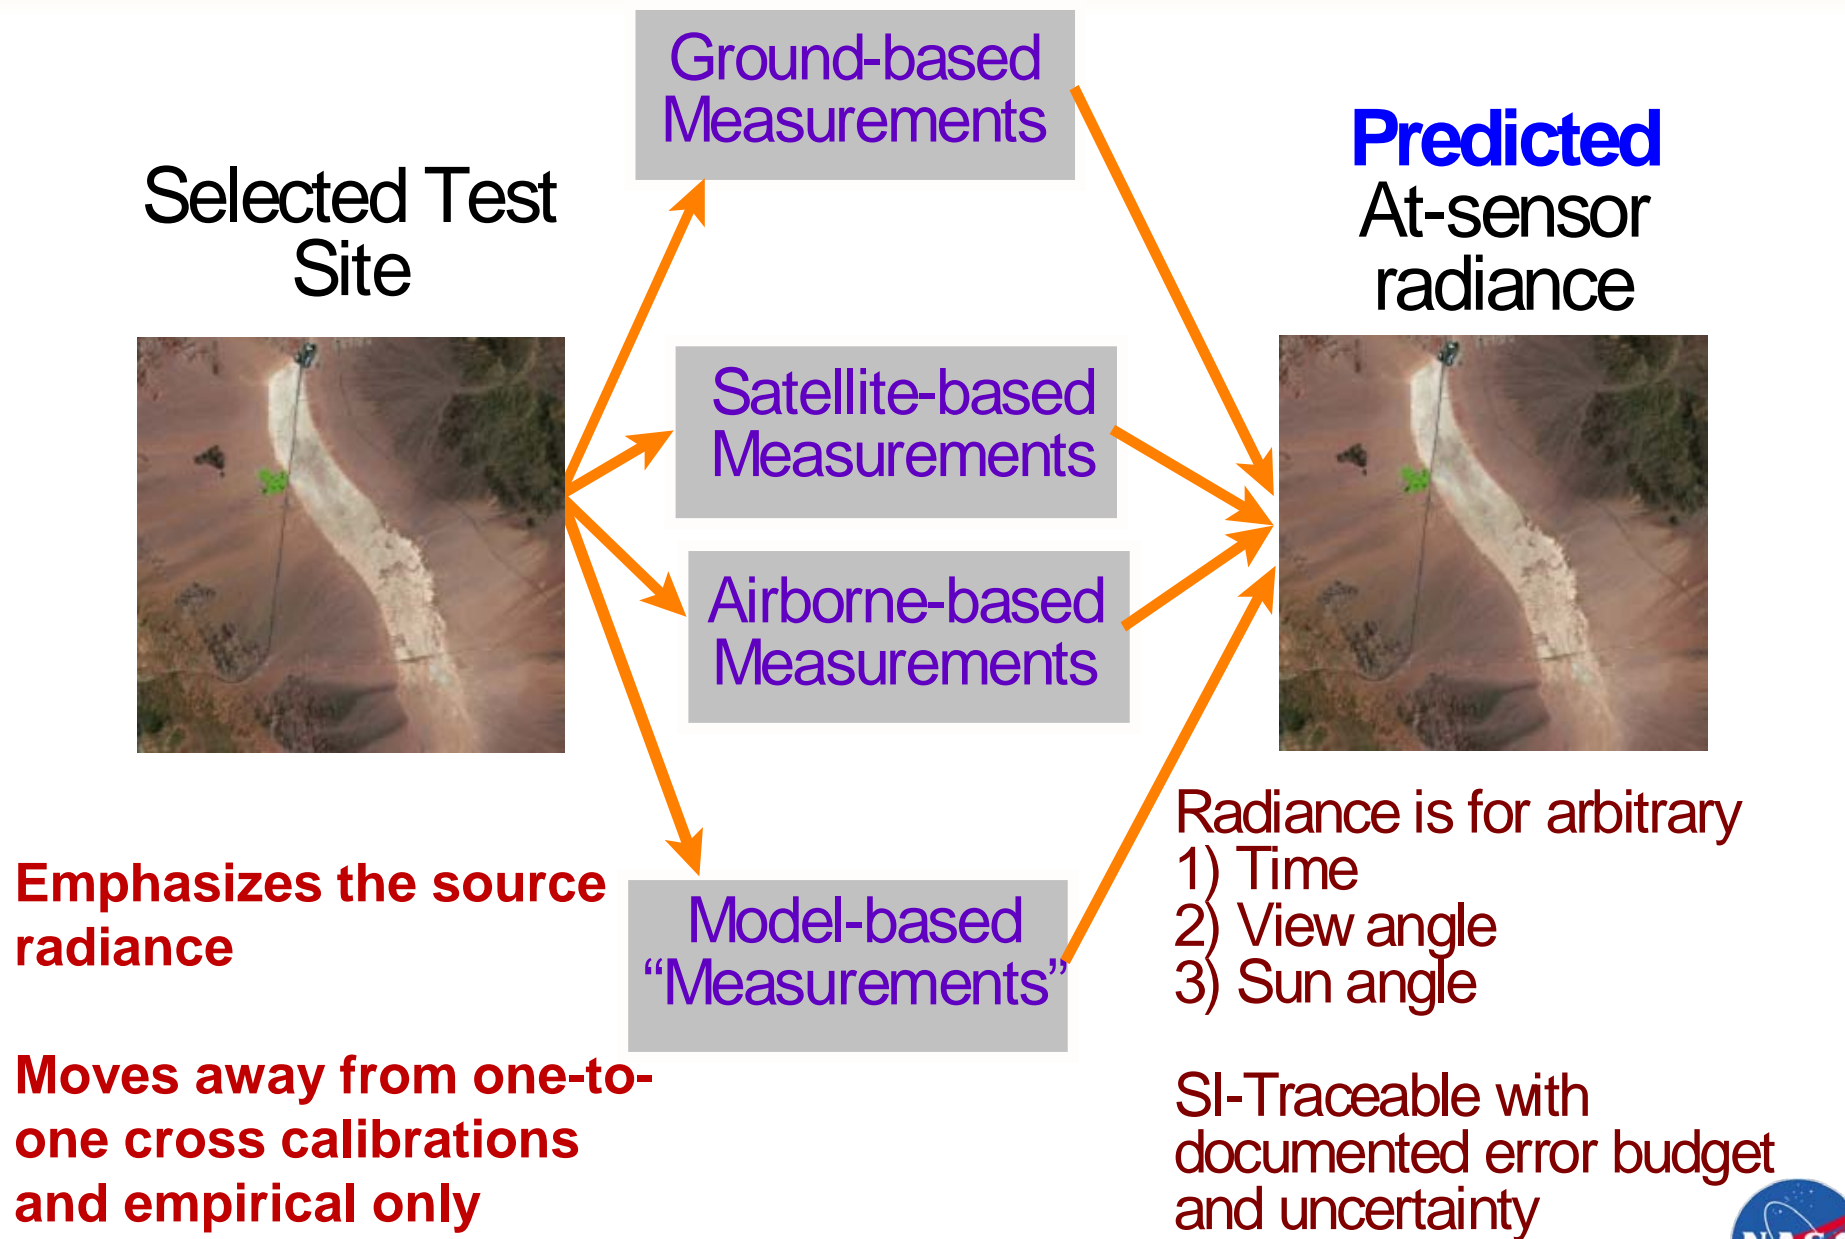 Ground-based
Measurements
Selected Test
Site
Predicted
At-sensor
radiance
Satellite-based
Measurements
Airborne-based
Measurements
Model-based
“Measurements”
Emphasizes the source
radiance
Moves away from one-to-
one cross calibrations
and empirical only
Radiance is for arbitrary
1) Time
2) View angle
3) Sun angle
SI-Traceable with
documented error budget
and uncertainty